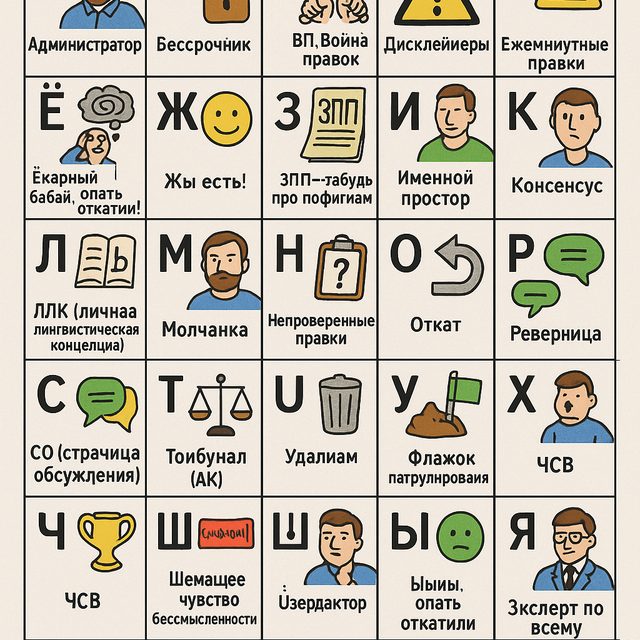 Администратор
Бессрочник
ВП, Война
правок
Дисклейиеры
Ежемниутные
правки
Ё
Ёкарный
бабай, опать
откатии!
Ж
Жы есть!
З
ЗПП
ЗПП—-табудь
про пофигиам
И
Именной
простор
К
Консенсус
Л
b
ЛЛК (личнаа
лингвистическая
концелциа)
М
Молчанка
Н
?
Непроверенные
правки
О
Откат
Р
Реверница
С
СО (страчица
обсуждения)
Т
Тоибунал
(АК)
U
Удалиам
У
Флажок
патрулнроваия
Х
ЧСВ
Ч
ЧСВ
Ш
Шемащее
чувство
бессмысленности
Ш
Üзердактор
Ы
Ыыиы,
опать
откатили
Я
Зкслерт по
всему